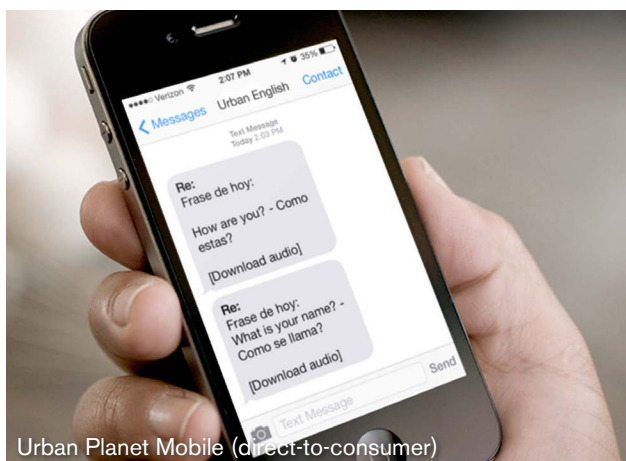 ●●●●○ Verizon 2:07 PM 35%
Messages Urban English Contact
Text Message
Today 2:03 PM
Re:
Frase de hoy:
How are you? - Como
estas?
[Download audio]
Re:
Frase de hoy:
What is your name? -
Como se llama?
[Download audio]
Text Message Send
Urban Planet Mobile (direct-to-consumer)